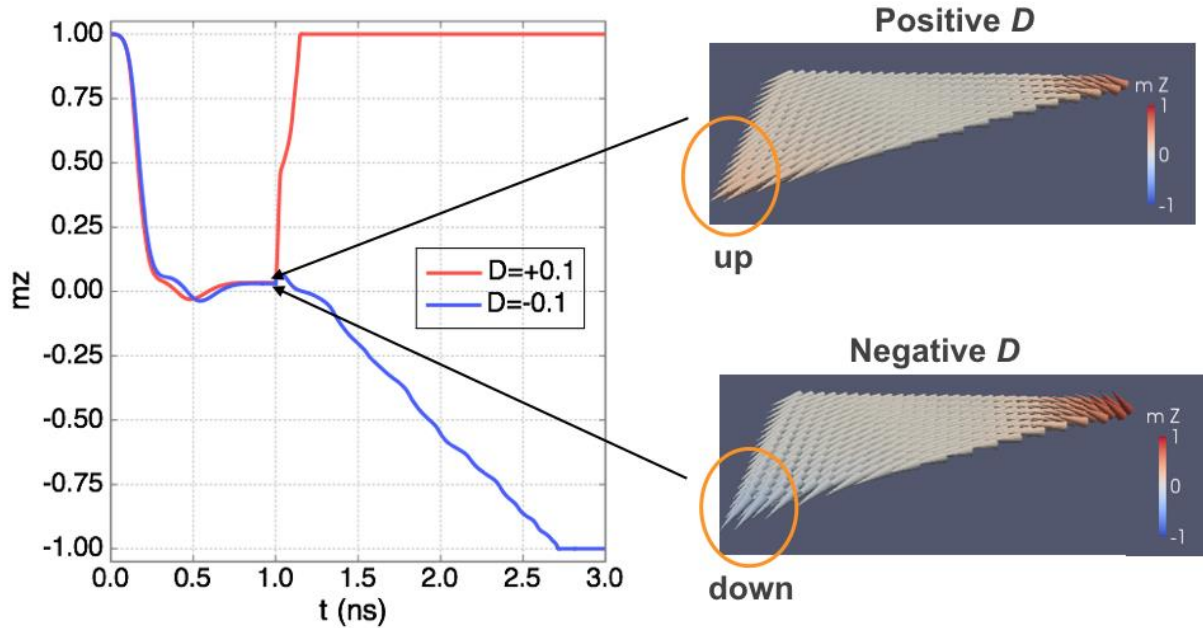 1.00
0.75
0.50
0.25
0.00
-0.25
-0.50
-0.75
-1.00
mz
0.0 0.5 1.0 1.5 2.0 2.5 3.0
t (ns)
D=+0.1
D=-0.1
Positive D
m Z
1
0
-1
up
Negative D
m Z
1
0
-1
down